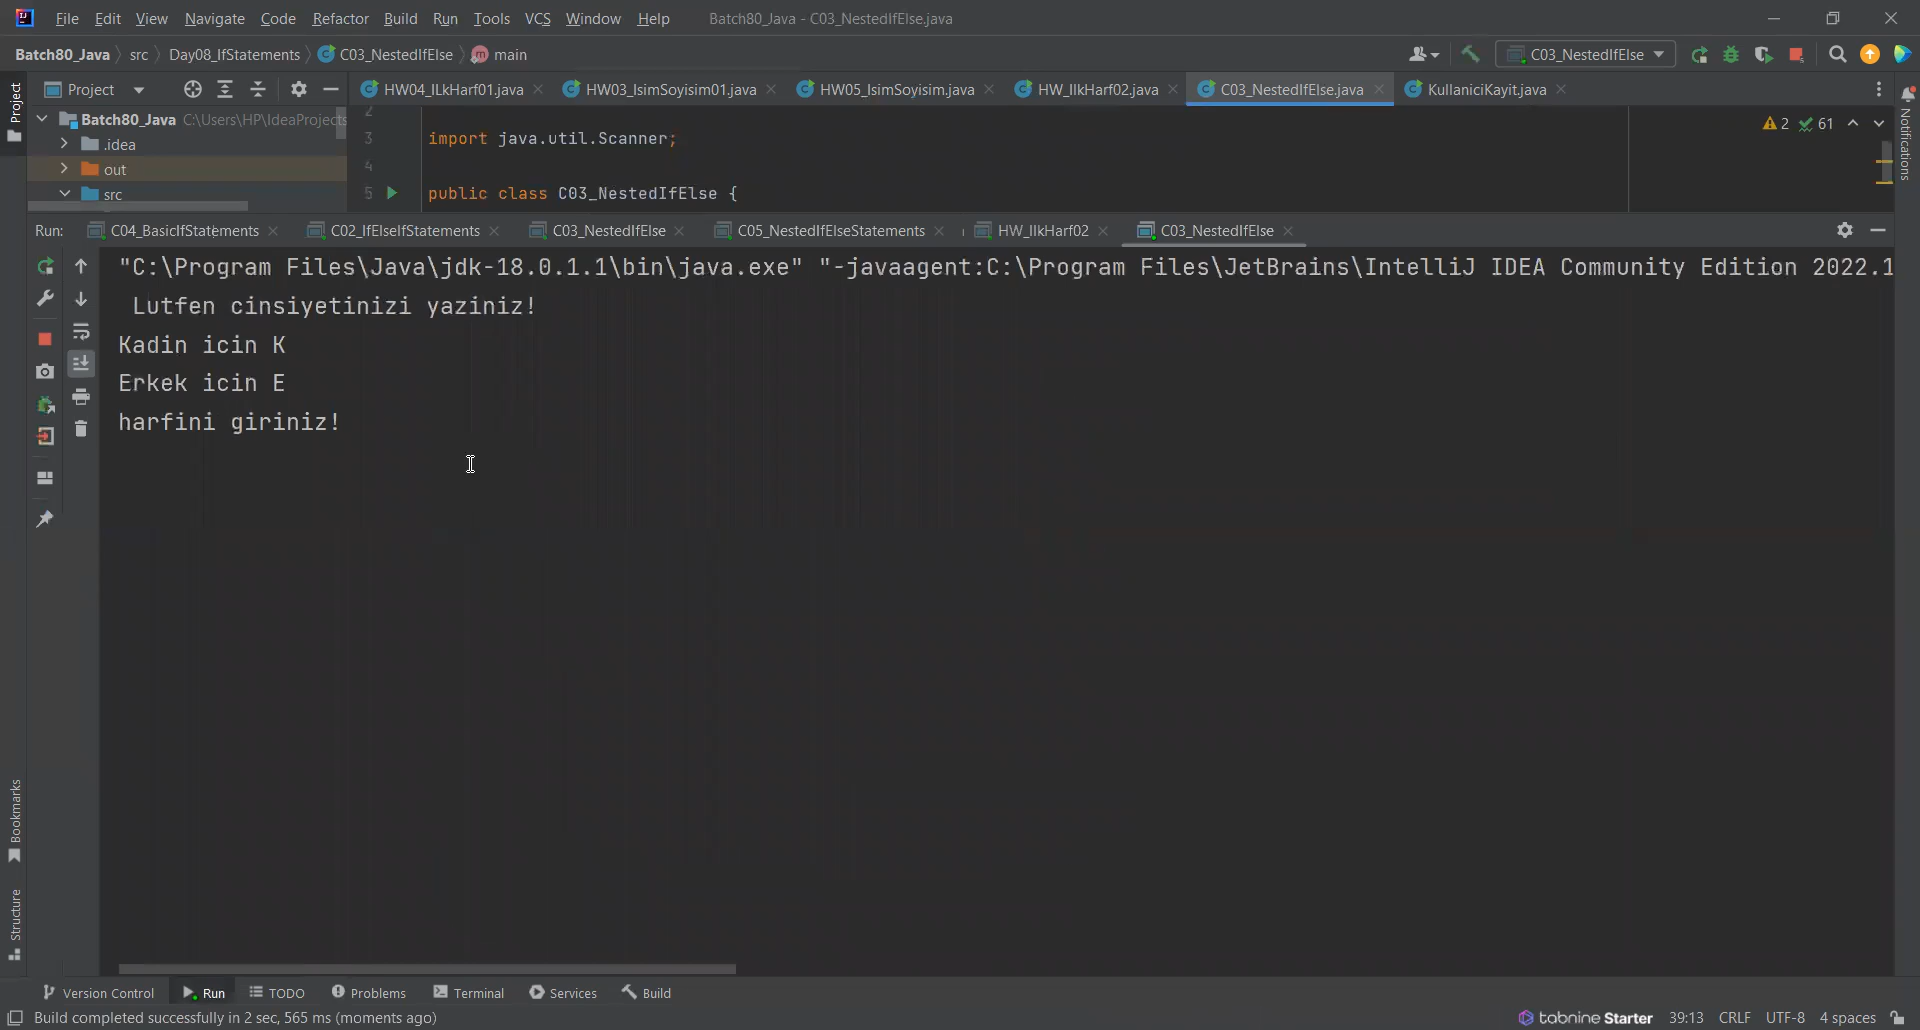 File Edit View Navigate Code Refactor Build Run Tools VCS Window Help Batch80_Java - C03_NestedIfElse.java
Batch80_Java src Day08_IfStatements C03_NestedIfElse main C03_NestedIfElse
Project HW04_ILkHarf01.java HW03_IsimSoyisim01.java HW05_IsimSoyisim.java HW_IlkHarf02.java C03_NestedIfElse.java KullaniciKayit.java
Project
Batch80_Java C:\Users\HP\IdeaProjects
.idea
out
src
2
3 import java.util.Scanner;
4
5 public class C03_NestedIfElse {
2 61
Notifications
Run: C04_BasicIfStatements C02_IfElseIfStatements C03_NestedIfElse C05_NestedIfElseStatements HW_IlkHarf02 C03_NestedIfElse
"C:\Program Files\Java\jdk-18.0.1.1\bin\java.exe" "-javaagent:C:\Program Files\JetBrains\IntelliJ IDEA Community Edition 2022.1
Lutfen cinsiyetinizi yaziniz!
Kadin icin K
Erkek icin E
harfini giriniz!
Bookmarks
Structure
Version Control Run TODO Problems Terminal Services Build
Build completed successfully in 2 sec, 565 ms (moments ago) tabnine Starter 39:13 CRLF UTF-8 4 spaces